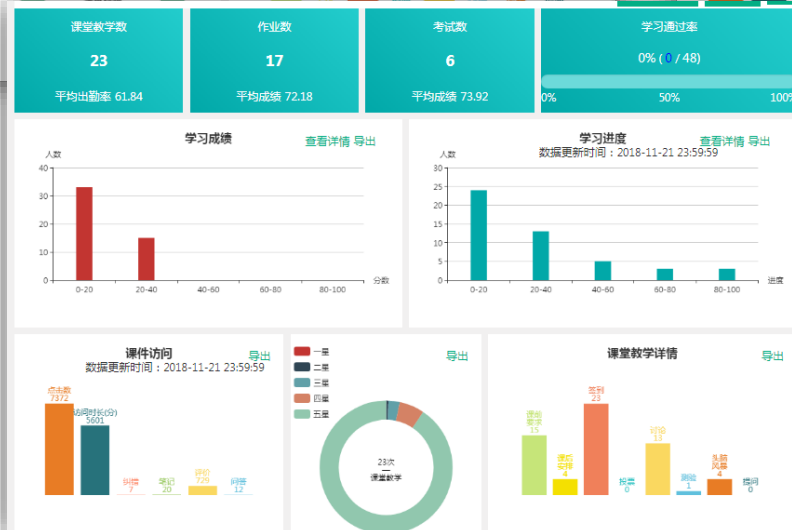 课堂教学数
23
平均出勤率 61.84
作业数
17
平均成绩 72.18
考试数
6
平均成绩 73.92
学习通过率
0% ( 0 / 48)
0% 50% 100%
学习成绩
查看详情 导出
人数
40
30
20
10
0
0-20 20-40 40-60 60-80 80-100
分数
学习进度
查看详情 导出
数据更新时间：2018-11-21 23:59:59
人数
30
25
20
15
10
5
0
0-20 20-40 40-60 60-80 80-100
进度
课件访问
导出
数据更新时间：2018-11-21 23:59:59
点击数
7372
访问时长(分)
5601
纠错
7
笔记
20
评价
729
问答
12
导出
一星
二星
三星
四星
五星
23次
课堂教学
课堂教学详情
导出
课前
要求
15
课后
安排
4
签到
23
投票
0
讨论
13
测验
1
头脑
风暴
4
提问
0